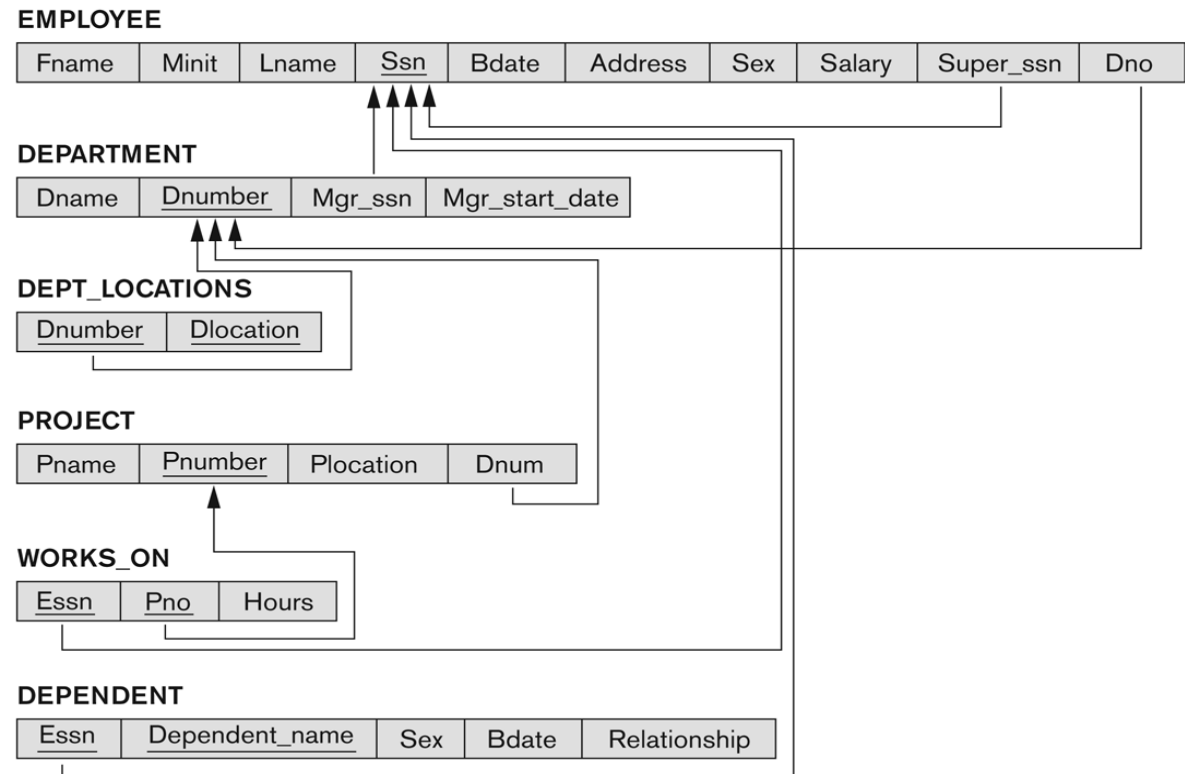 EMPLOYEE
Fname Minit Lname Ssn Bdate Address Sex Salary Super_ssn Dno
DEPARTMENT
Dname Dnumber Mgr_ssn Mgr_start_date
DEPT_LOCATIONS
Dnumber Dlocation
PROJECT
Pname Pnumber Plocation Dnum
WORKS_ON
Essn Pno Hours
DEPENDENT
Essn Dependent_name Sex Bdate Relationship